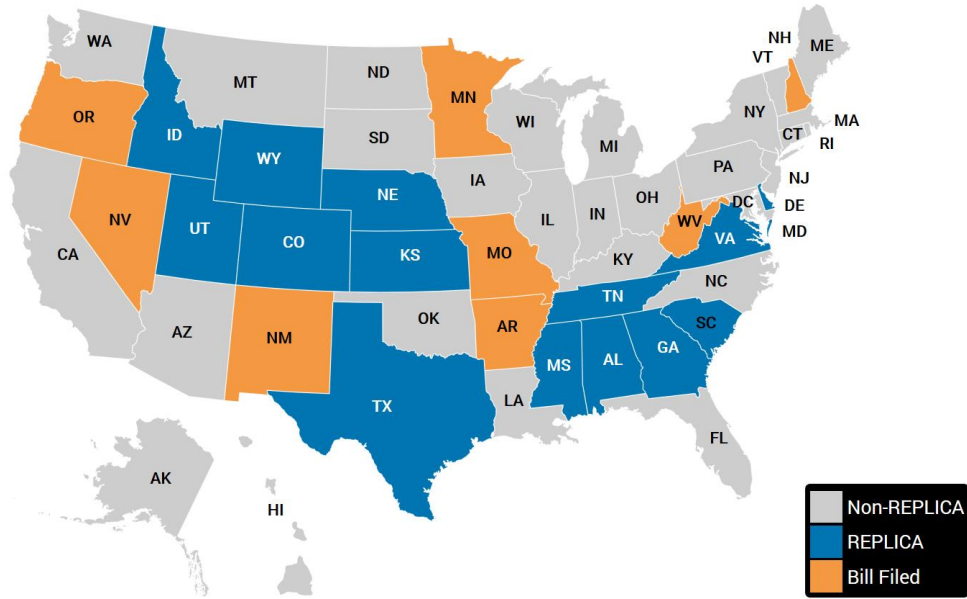 WA
MT
ND
MN
OR
ID
WY
SD
WI
MI
NH
VT
ME
NY
MA
CT
RI
PA
NJ
NV
UT
CO
NE
IA
IL
IN
OH
DC
DE
MD
WV
VA
CA
KS
MO
KY
NC
AZ
NM
OK
AR
TN
SC
TX
LA
MS
AL
GA
FL
AK
HI
Non-REPLICA
REPLICA
Bill Filed